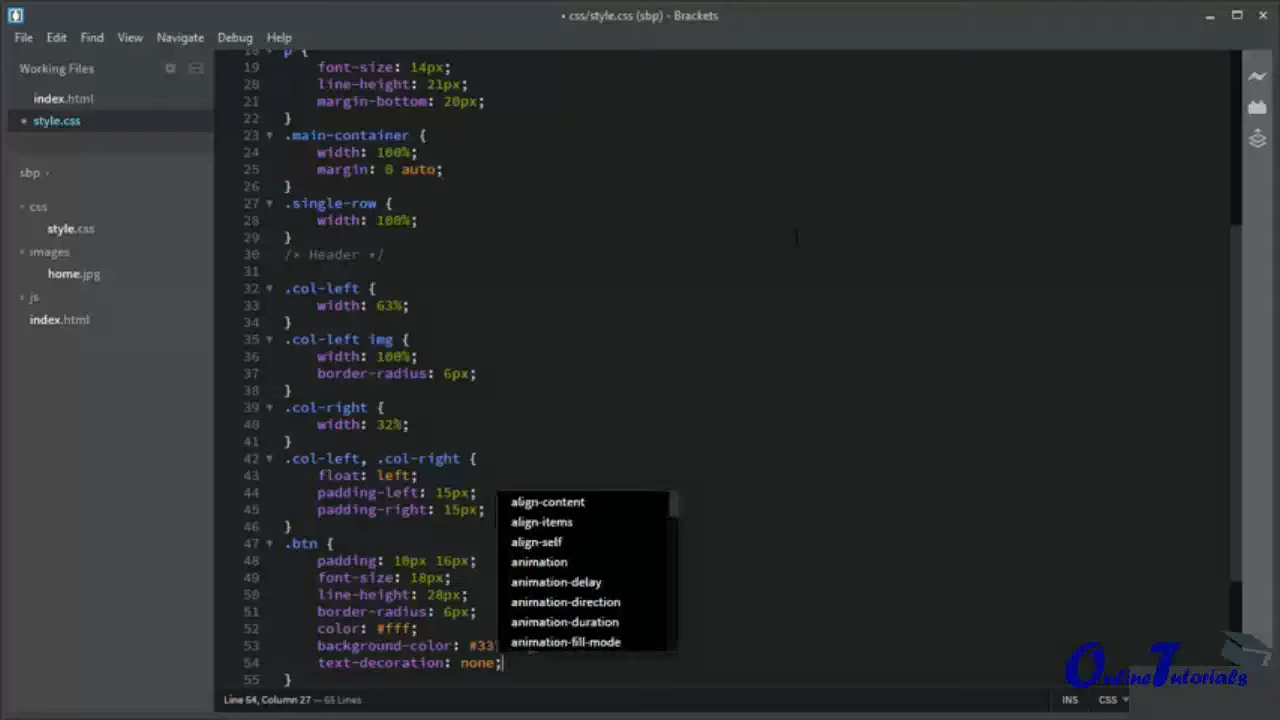 • css/style.css (sbp) - Brackets
File Edit Find View Navigate Debug Help
Working Files
index.html
• style.css
sbp
css
style.css
images
home.jpg
js
index.html
18 p {
19 font-size: 14px;
20 line-height: 21px;
21 margin-bottom: 20px;
22 }
23 .main-container {
24 width: 100%;
25 margin: 0 auto;
26 }
27 .single-row {
28 width: 100%;
29 }
30 /* Header */
31
32 .col-left {
33 width: 63%;
34 }
35 .col-left img {
36 width: 100%;
37 border-radius: 6px;
38 }
39 .col-right {
40 width: 32%;
41 }
42 .col-left, .col-right {
43 float: left;
44 padding-left: 15px;
45 padding-right: 15px;
46 }
47 .btn {
48 padding: 10px 16px;
49 font-size: 18px;
50 line-height: 28px;
51 border-radius: 6px;
52 color: #fff;
53 background-color: #33
54 text-decoration: none;
55 }
align-content
align-items
align-self
animation
animation-delay
animation-direction
animation-duration
animation-fill-mode
Line 54, Column 27 — 65 Lines
INS CSS
OnlineTutorials